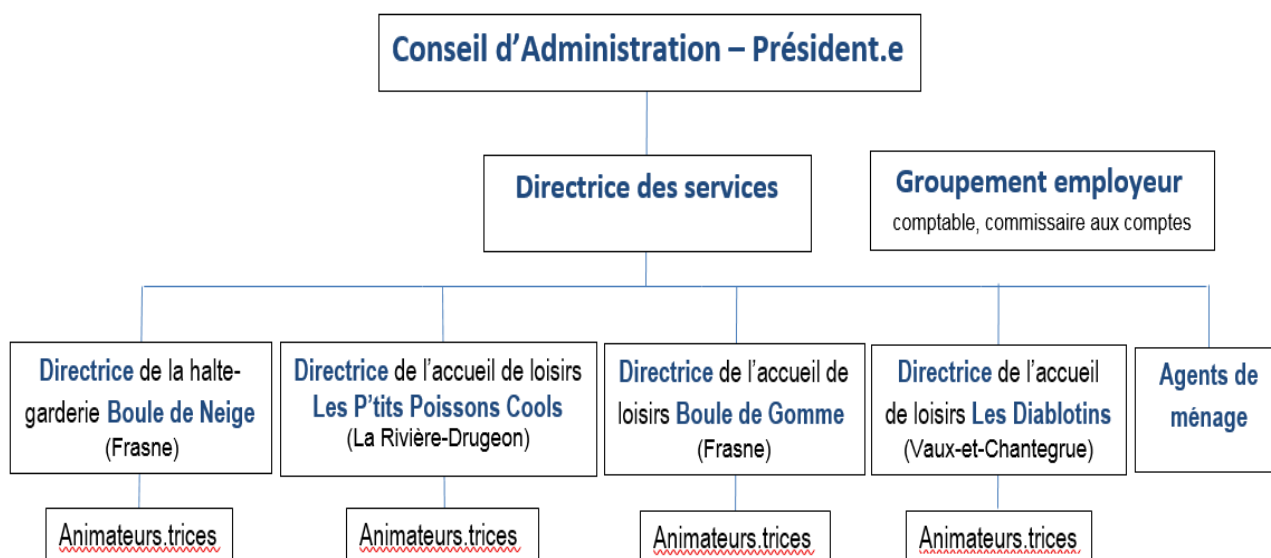 Conseil d'Administration – Président.e
Directrice des services
Groupement employeur
comptable, commissaire aux comptes
Directrice de la halte-
garderie Boule de Neige
(Frasne)
Directrice de l'accueil de loisirs
Les P'tits Poissons Cools
(La Rivière-Drugeon)
Directrice de l'accueil de
loisirs Boule de Gomme
(Frasne)
Directrice de l'accueil
de loisirs Les Diablotins
(Vaux-et-Chantegrue)
Agents de
ménage
Animateurs.trices
Animateurs.trices
Animateurs.trices
Animateurs.trices